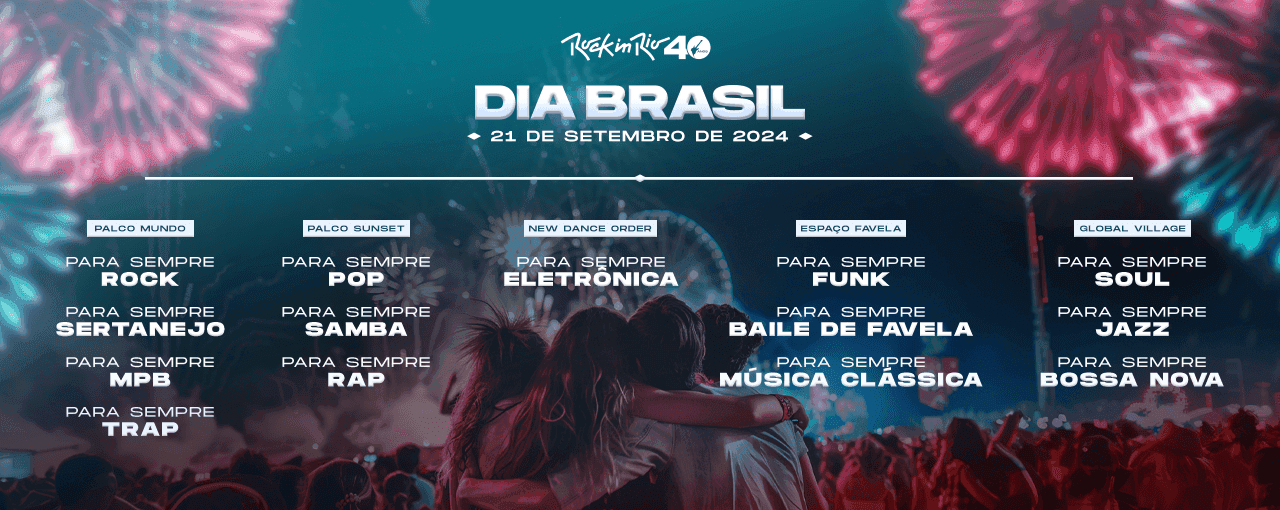 Rock in Rio 40
DIA BRASIL
21 DE SETEMBRO DE 2024
PALCO MUNDO
PARA SEMPRE
ROCK
PARA SEMPRE
SERTANEJO
PARA SEMPRE
MPB
PARA SEMPRE
TRAP
PALCO SUNSET
PARA SEMPRE
POP
PARA SEMPRE
SAMBA
PARA SEMPRE
RAP
NEW DANCE ORDER
PARA SEMPRE
ELETRÔNICA
ESPAÇO FAVELA
PARA SEMPRE
FUNK
PARA SEMPRE
BAILE DE FAVELA
PARA SEMPRE
MÚSICA CLÁSSICA
GLOBAL VILLAGE
PARA SEMPRE
SOUL
PARA SEMPRE
JAZZ
PARA SEMPRE
BOSSA NOVA